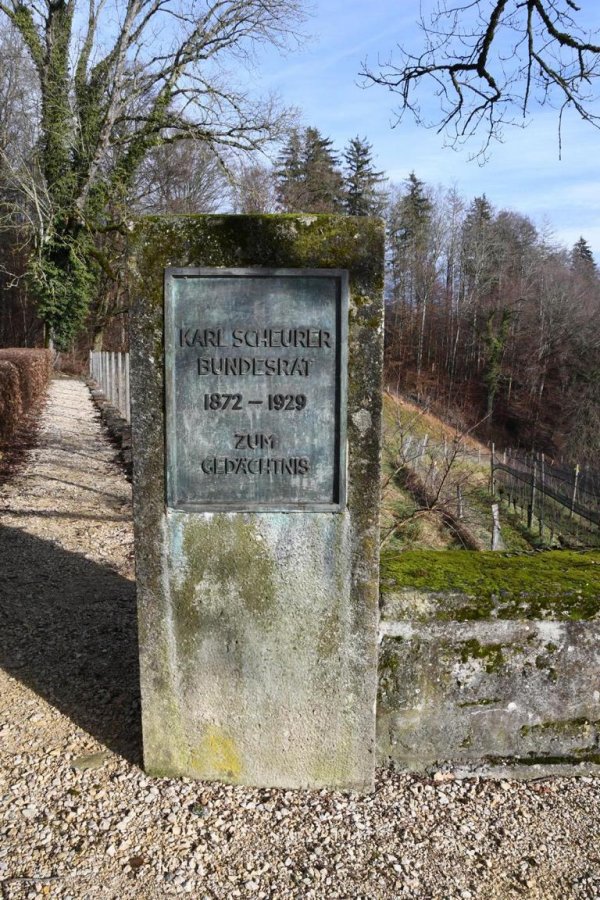 KARL SCHEURER
BUNDESRAT
1872 – 1929
ZUM
GEDÄCHTNIS